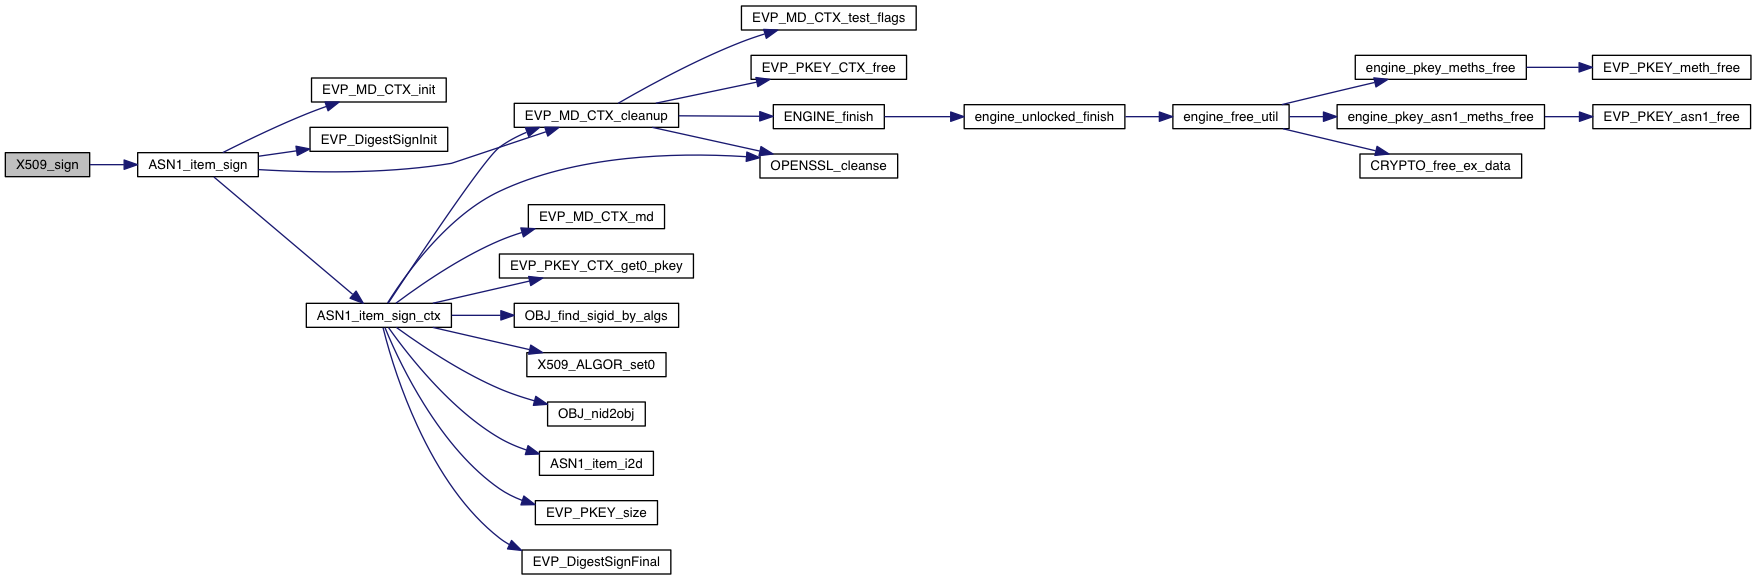 X509_sign
ASN1_item_sign
EVP_MD_CTX_init
EVP_DigestSignInit
ASN1_item_sign_ctx
EVP_MD_CTX_cleanup
EVP_MD_CTX_md
EVP_PKEY_CTX_get0_pkey
OBJ_find_sigid_by_algs
X509_ALGOR_set0
OBJ_nid2obj
ASN1_item_i2d
EVP_PKEY_size
EVP_DigestSignFinal
EVP_MD_CTX_test_flags
EVP_PKEY_CTX_free
ENGINE_finish
OPENSSL_cleanse
engine_unlocked_finish
engine_free_util
engine_pkey_meths_free
engine_pkey_asn1_meths_free
CRYPTO_free_ex_data
EVP_PKEY_meth_free
EVP_PKEY_asn1_free